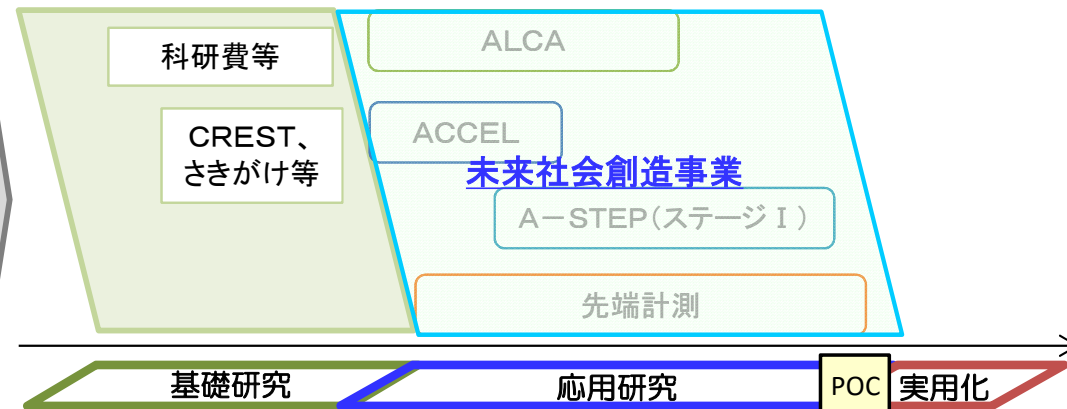 科研費等
CREST、
さきがけ等
ALCA
ACCEL
未来社会創造事業
A－STEP（ステージⅠ）
先端計測
基礎研究
応用研究
POC
実用化